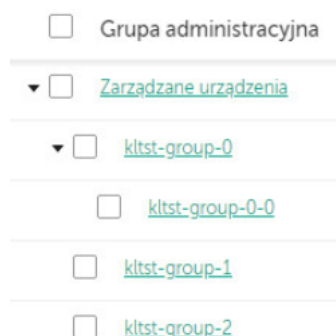 Grupa administracyjna
Zarządzane urządzenia
kltst-group-0
kltst-group-0-0
kltst-group-1
kltst-group-2